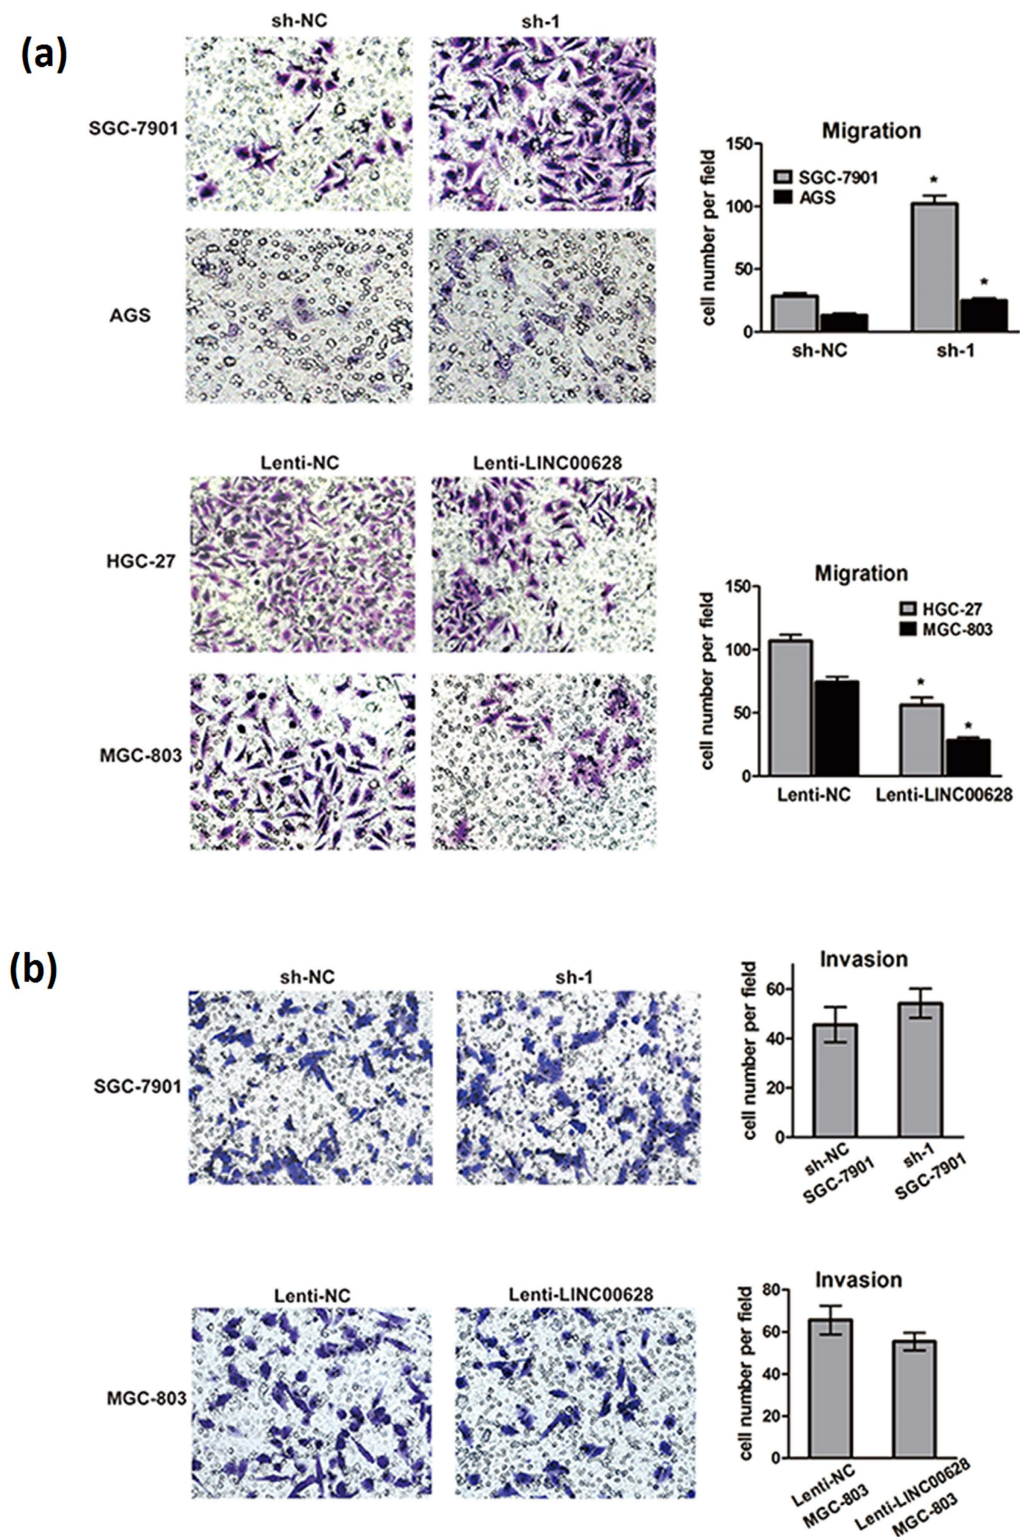 (a)
sh-NC sh-1
SGC-7901
AGS
Migration
150
100
50
0
cell number per field
SGC-7901
AGS
*
*
sh-NC sh-1
Lenti-NC Lenti-LINC00628
HGC-27
MGC-803
Migration
150
100
50
0
cell number per field
HGC-27
MGC-803
*
*
Lenti-NC Lenti-LINC00628
(b)
sh-NC sh-1
SGC-7901
Invasion
60
40
20
0
cell number per field
sh-NC
SGC-7901
sh-1
SGC-7901
Lenti-NC Lenti-LINC00628
MGC-803
Invasion
80
60
40
20
0
cell number per field
Lenti-NC
MGC-803
Lenti-LINC00628
MGC-803